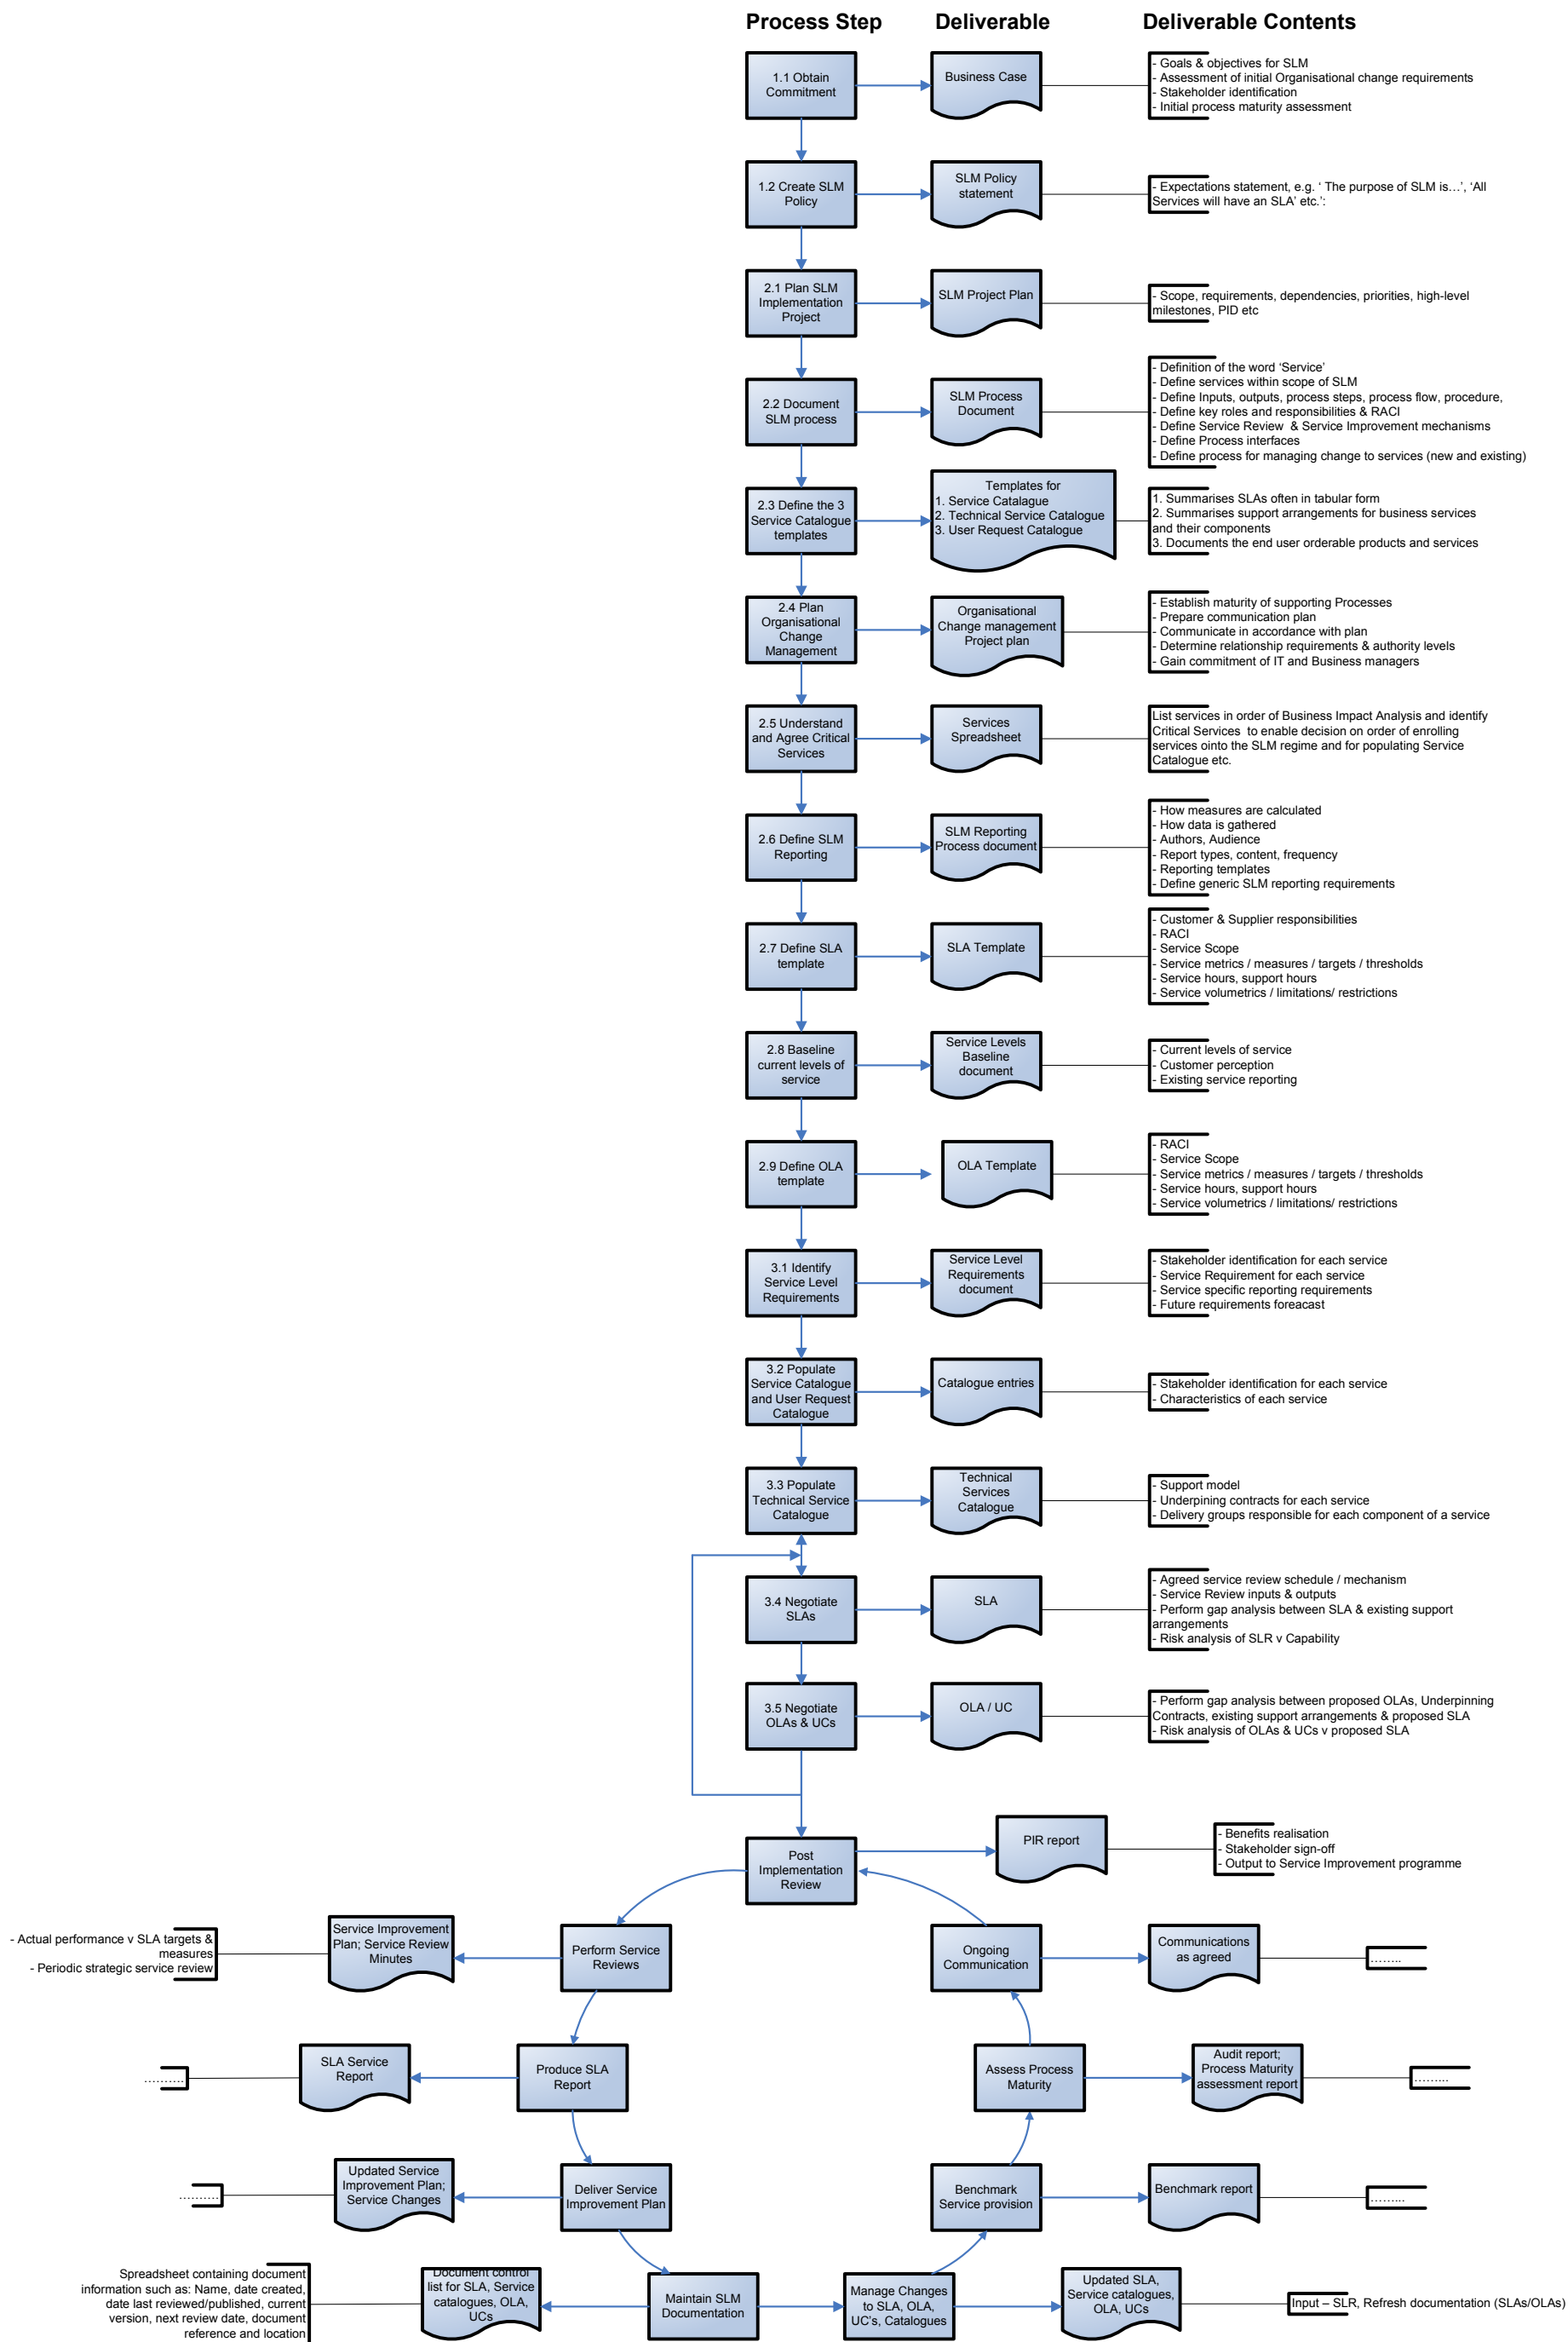 Process Step
Deliverable
Deliverable Contents
1.1 Obtain
Commitment
Business Case
- Goals & objectives for SLM
- Assessment of initial Organisational change requirements
- Stakeholder identification
- Initial process maturity assessment
1.2 Create SLM
Policy
SLM Policy
statement
- Expectations statement, e.g. ‘ The purpose of SLM is…’, ‘All
Services will have an SLA’ etc.’:
2.1 Plan SLM
Implementation
Project
SLM Project Plan
- Scope, requirements, dependencies, priorities, high-level
milestones, PID etc
2.2 Document
SLM process
SLM Process
Document
- Definition of the word ‘Service’
- Define services within scope of SLM
- Define Inputs, outputs, process steps, process flow, procedure,
- Define key roles and responsibilities & RACI
- Define Service Review & Service Improvement mechanisms
- Define Process interfaces
- Define process for managing change to services (new and existing)
2.3 Define the 3
Service Catalogue
templates
Templates for
1. Service Catalague
2. Technical Service Catalogue
3. User Request Catalogue
1. Summarises SLAs often in tabular form
2. Summarises support arrangements for business services
and their components
3. Documents the end user orderable products and services
2.4 Plan
Organisational
Change
Management
Organisational
Change management
Project plan
- Establish maturity of supporting Processes
- Prepare communication plan
- Communicate in accordance with plan
- Determine relationship requirements & authority levels
- Gain commitment of IT and Business managers
2.5 Understand
and Agree Critical
Services
Services
Spreadsheet
List services in order of Business Impact Analysis and identify
Critical Services to enable decision on order of enrolling
services ointo the SLM regime and for populating Service
Catalogue etc.
2.6 Define SLM
Reporting
SLM Reporting
Process document
- How measures are calculated
- How data is gathered
- Authors, Audience
- Report types, content, frequency
- Reporting templates
- Define generic SLM reporting requirements
2.7 Define SLA
template
SLA Template
- Customer & Supplier responsibilities
- RACI
- Service Scope
- Service metrics / measures / targets / thresholds
- Service hours, support hours
- Service volumetrics / limitations/ restrictions
2.8 Baseline
current levels of
service
Service Levels
Baseline
document
- Current levels of service
- Customer perception
- Existing service reporting
2.9 Define OLA
template
OLA Template
- RACI
- Service Scope
- Service metrics / measures / targets / thresholds
- Service hours, support hours
- Service volumetrics / limitations/ restrictions
3.1 Identify
Service Level
Requirements
Service Level
Requirements
document
- Stakeholder identification for each service
- Service Requirement for each service
- Service specific reporting requirements
- Future requirements foreacast
3.2 Populate
Service Catalogue
and User Request
Catalogue
Catalogue entries
- Stakeholder identification for each service
- Characteristics of each service
3.3 Populate
Technical Service
Catalogue
Technical
Services
Catalogue
- Support model
- Underpining contracts for each service
- Delivery groups responsible for each component of a service
3.4 Negotiate
SLAs
SLA
- Agreed service review schedule / mechanism
- Service Review inputs & outputs
- Perform gap analysis between SLA & existing support
arrangements
- Risk analysis of SLR v Capability
3.5 Negotiate
OLAs & UCs
OLA / UC
- Perform gap analysis between proposed OLAs, Underpinning
Contracts, existing support arrangements & proposed SLA
- Risk analysis of OLAs & UCs v proposed SLA
Post
Implementation
Review
PIR report
- Benefits realisation
- Stakeholder sign-off
- Output to Service Improvement programme
- Actual performance v SLA targets &
measures
- Periodic strategic service review
Service Improvement
Plan; Service Review
Minutes
Perform Service
Reviews
Ongoing
Communication
Communications
as agreed
……..
……….
SLA Service
Report
Produce SLA
Report
Assess Process
Maturity
Audit report;
Process Maturity
assessment report
………
……….
Updated Service
Improvement Plan;
Service Changes
Deliver Service
Improvement Plan
Benchmark
Service provision
Benchmark report
………
Spreadsheet containing document
information such as: Name, date created,
date last reviewed/published, current
version, next review date, document
reference and location
Document control
list for SLA, Service
catalogues, OLA,
UCs
Maintain SLM
Documentation
Manage Changes
to SLA, OLA,
UC's, Catalogues
Updated SLA,
Service catalogues,
OLA, UCs
Input – SLR, Refresh documentation (SLAs/OLAs)